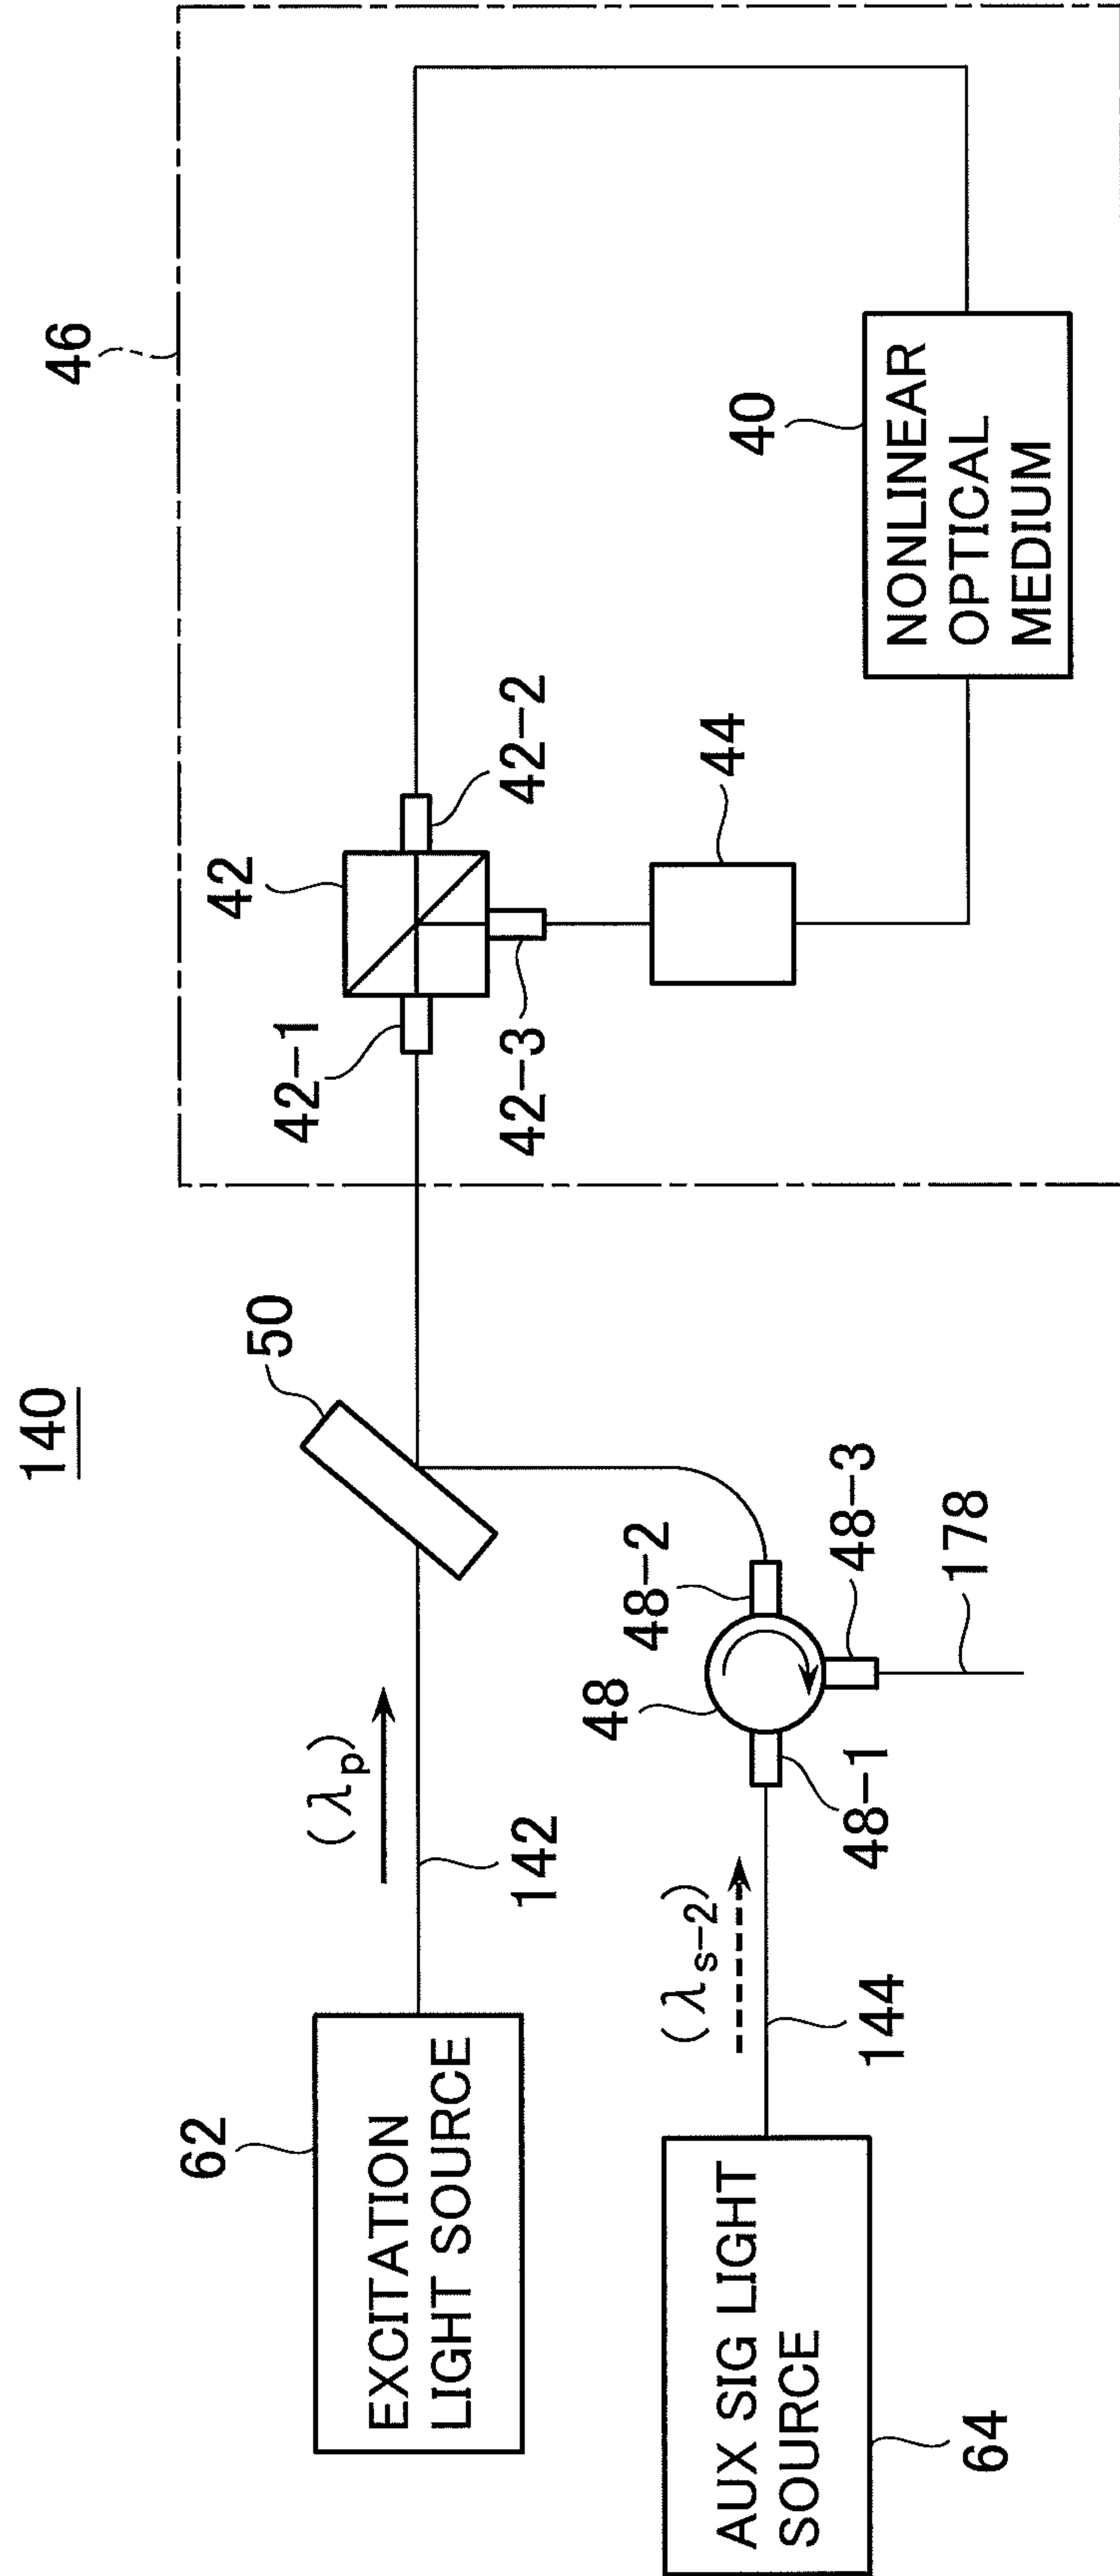 140
46
62
EXCITATION
LIGHT SOURCE
(λp)
142
50
42
42-1
42-2
42-3
44
40
NONLINEAR
OPTICAL
MEDIUM
64
AUX SIG LIGHT
SOURCE
(λs-2)
144
48
48-1
48-2
48-3
178